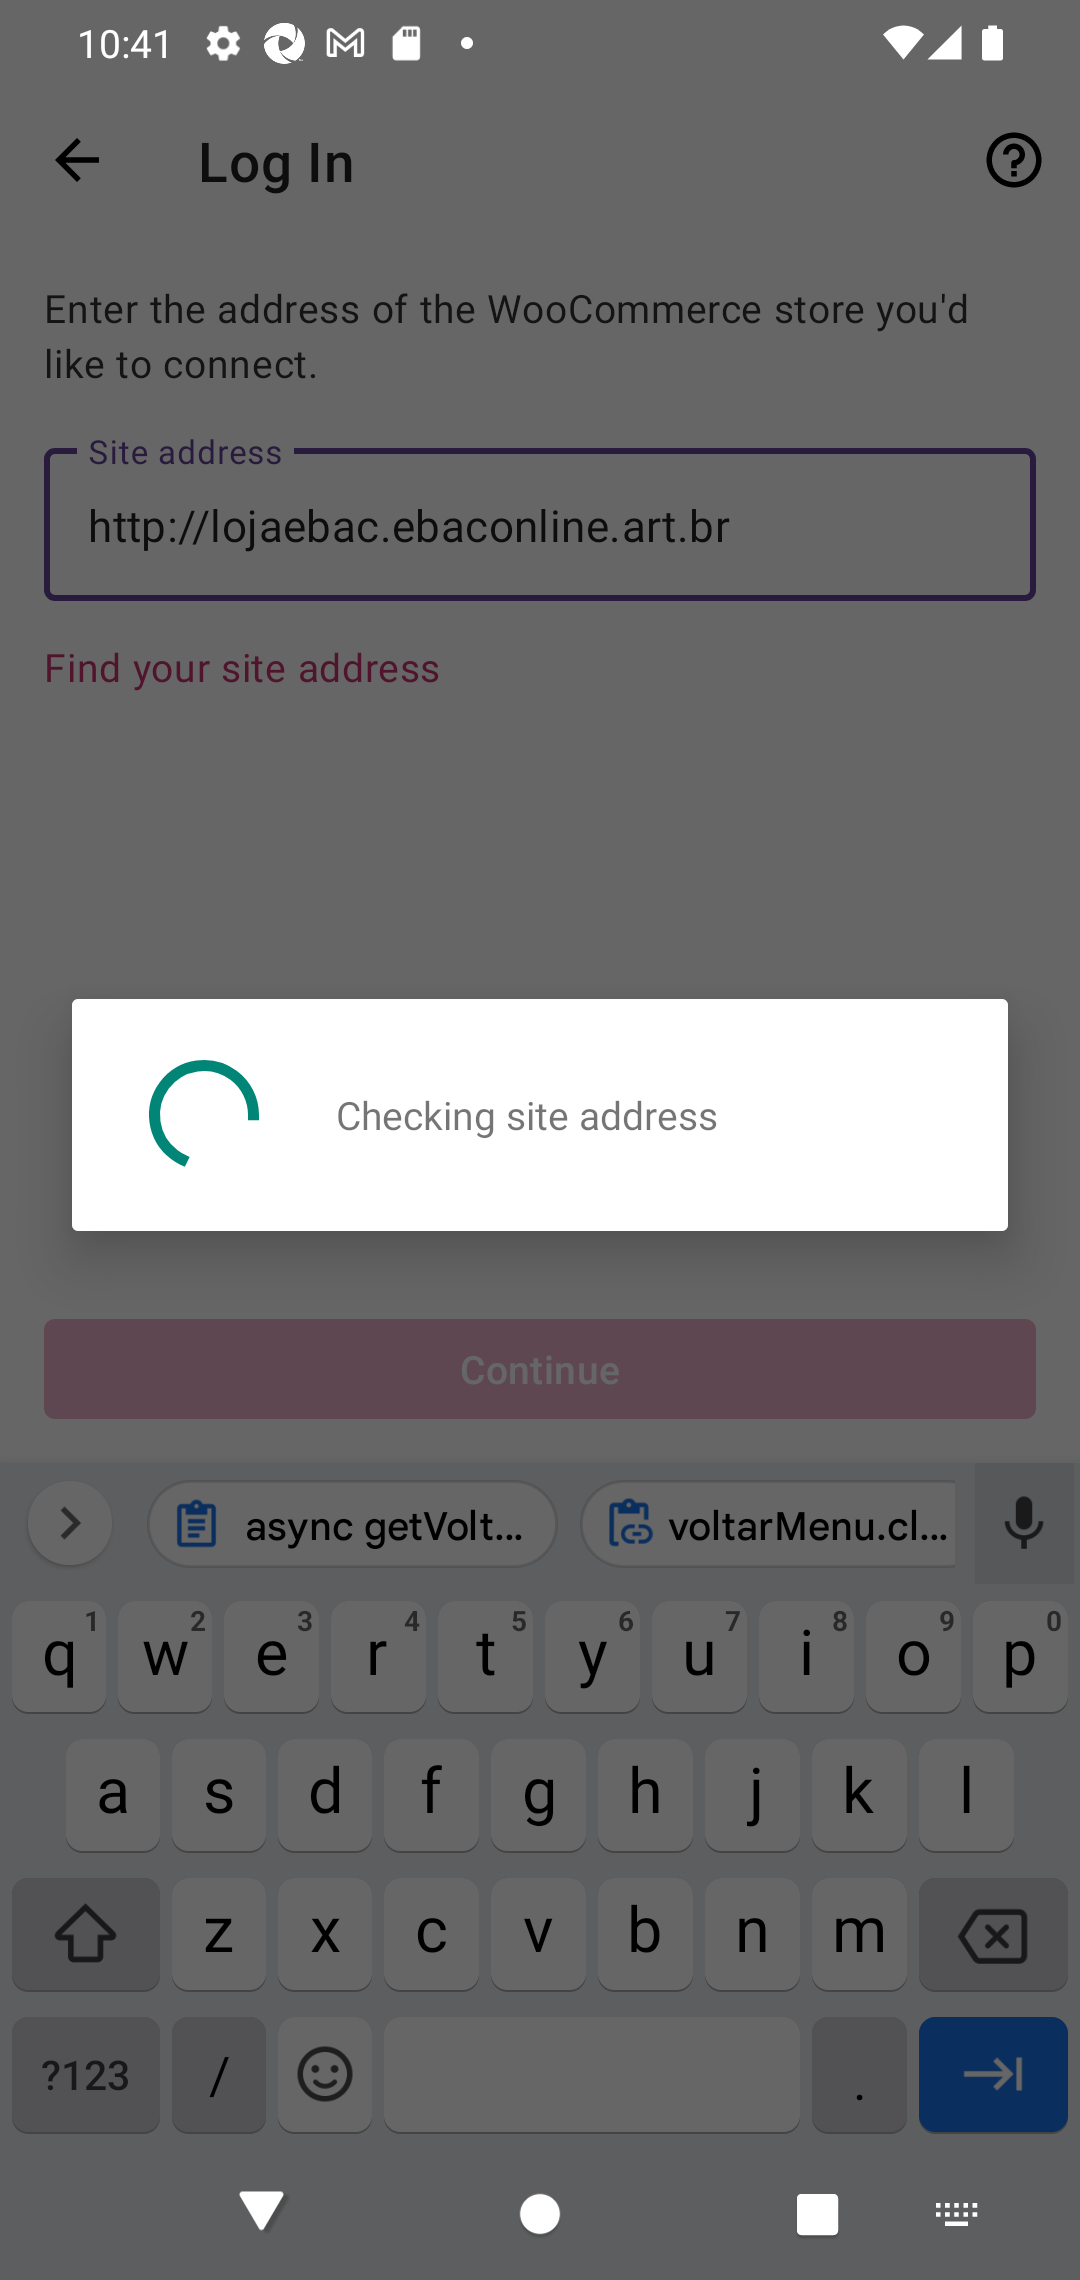 10:41
Log In
Enter the address of the WooCommerce store you'd
like to connect.
Site address
http://lojaebac.ebaconline.art.br
Find your site address
Checking site address
Continue
async getVolt... voltarMenu.cl...
q 1 w 2 e 3 r 4 t 5 y 6 u 7 i 8 o 9 p 0
a s d f g h j k l
z x c v b n m
?123 / .